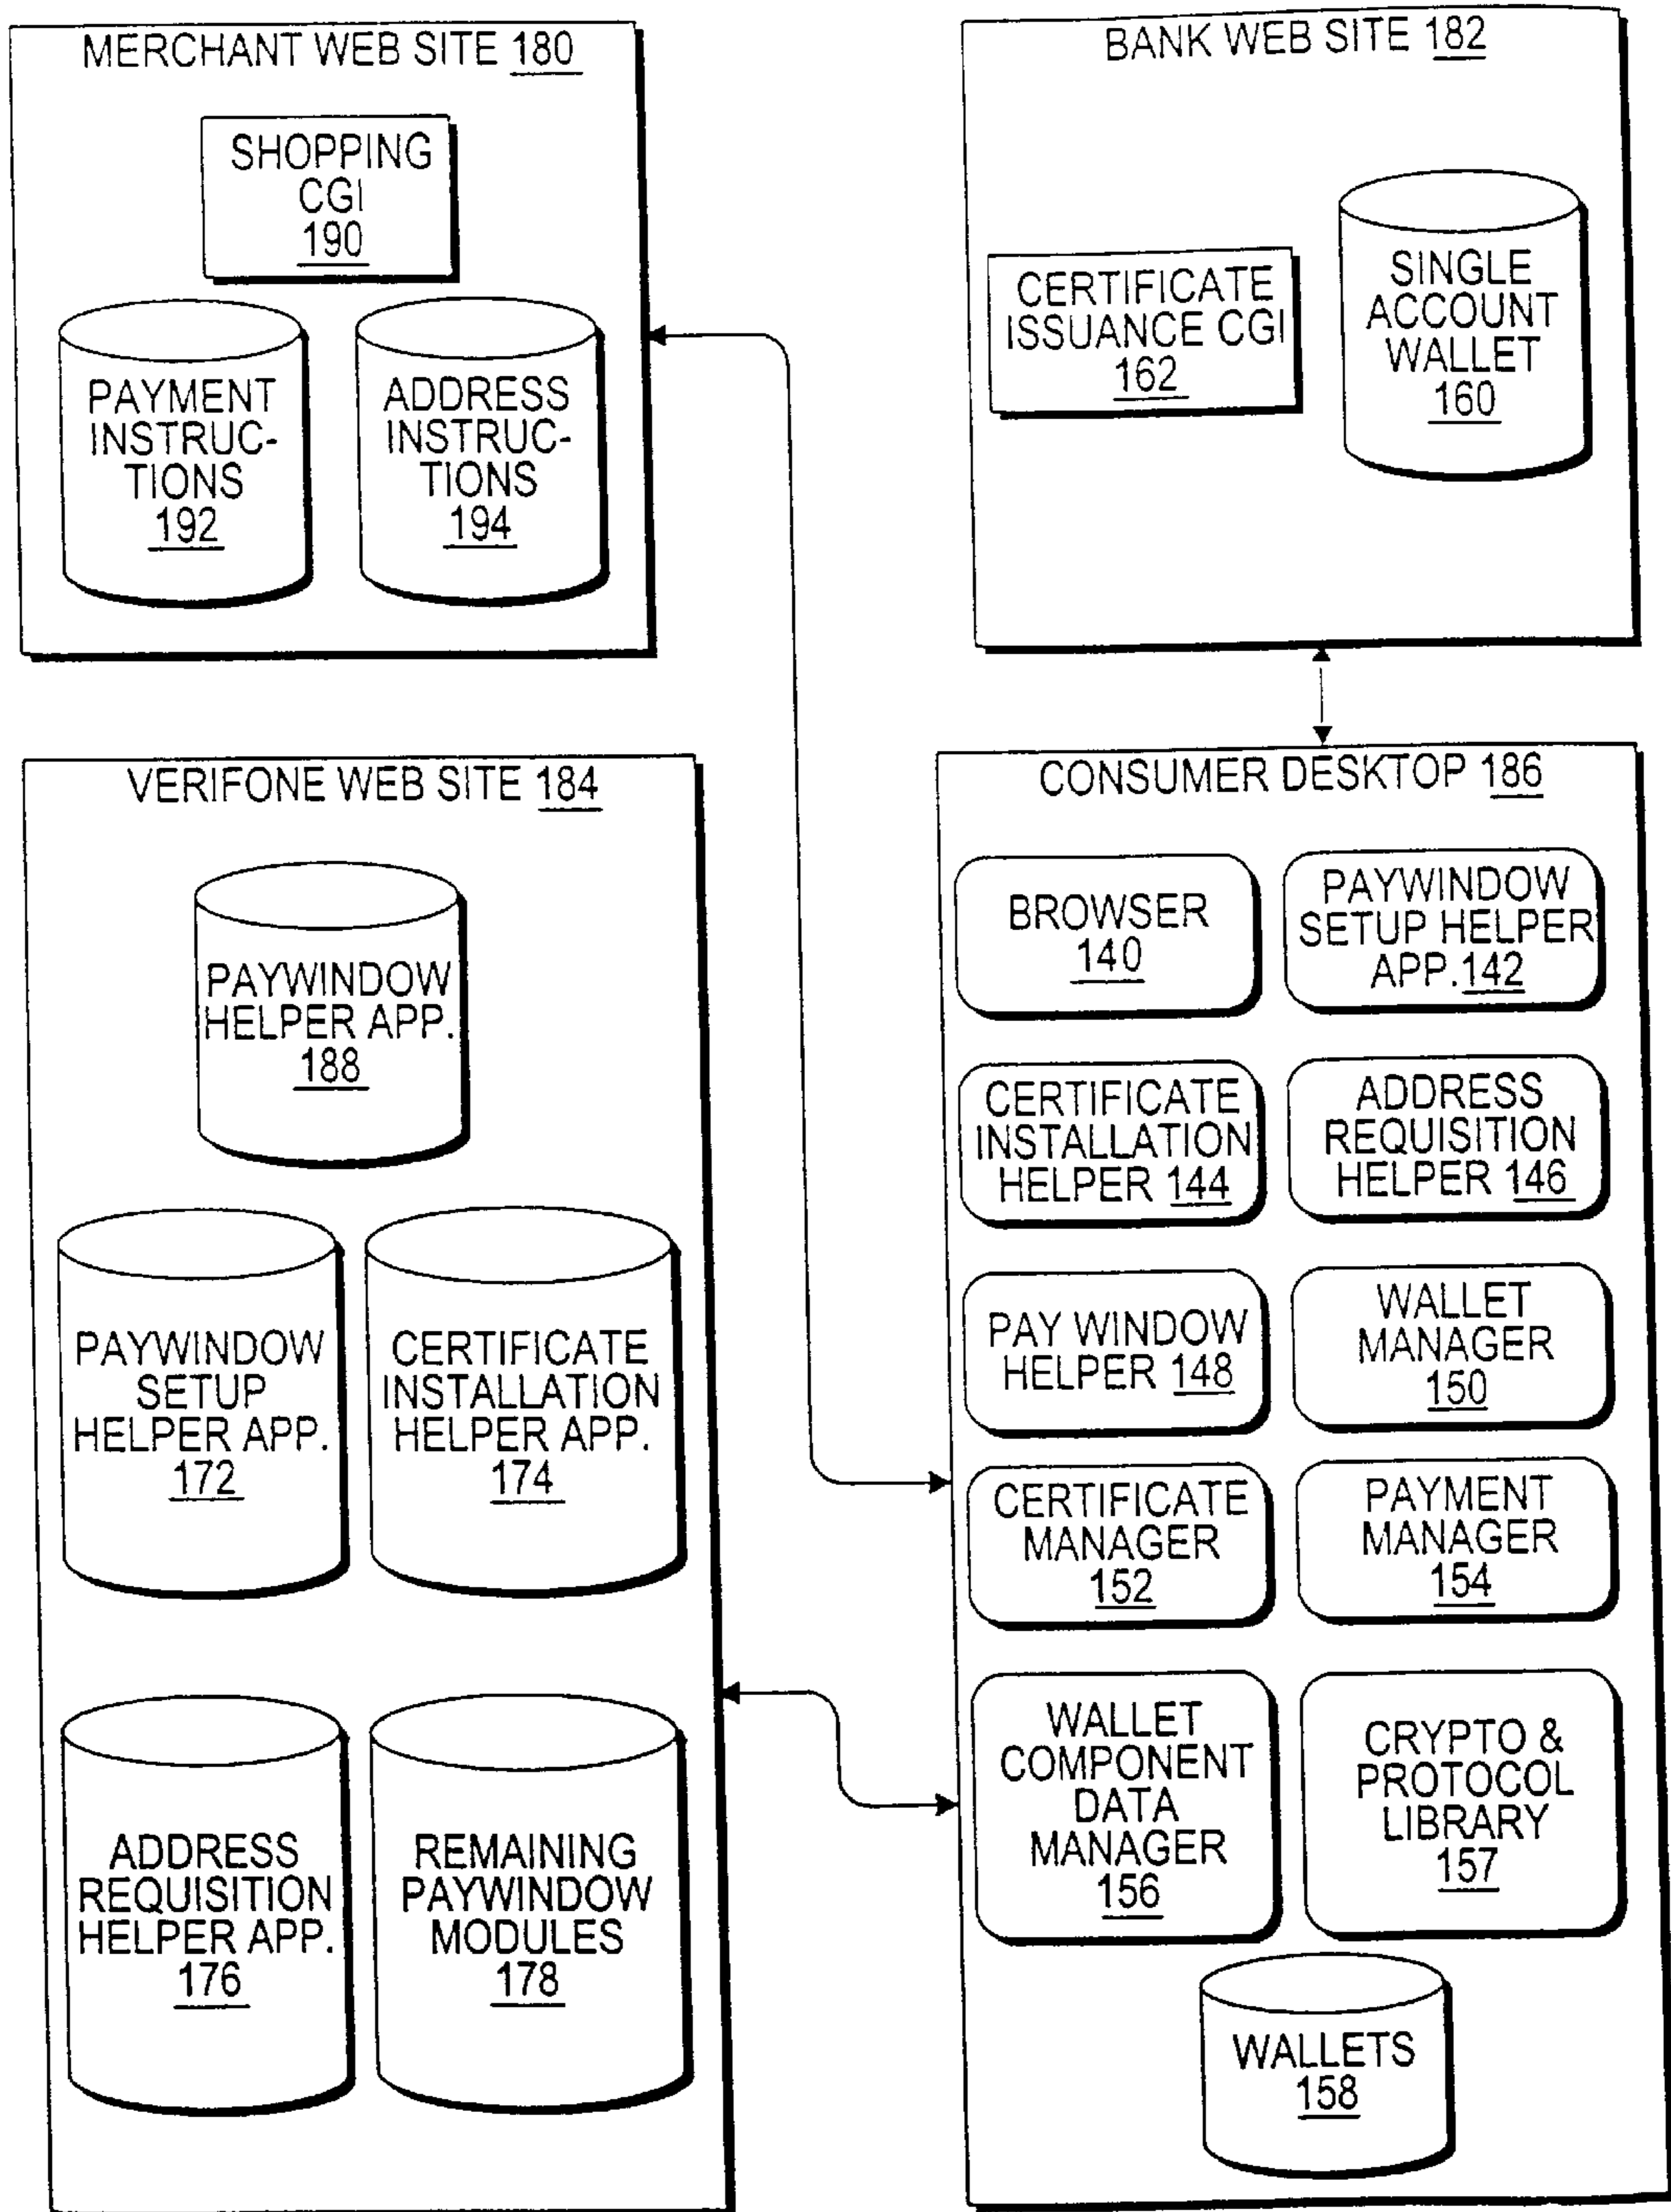 MERCHANT WEB SITE 180
SHOPPING
CGI
190
PAYMENT
INSTRUC-
TIONS
192
ADDRESS
INSTRUC-
TIONS
194
BANK WEB SITE 182
CERTIFICATE
ISSUANCE CGI
162
SINGLE
ACCOUNT
WALLET
160
VERIFONE WEB SITE 184
PAYWINDOW
HELPER APP.
188
PAYWINDOW
SETUP
HELPER APP.
172
CERTIFICATE
INSTALLATION
HELPER APP.
174
ADDRESS
REQUISITION
HELPER APP.
176
REMAINING
PAYWINDOW
MODULES
178
CONSUMER DESKTOP 186
BROWSER
140
PAYWINDOW
SETUP HELPER
APP. 142
CERTIFICATE
INSTALLATION
HELPER 144
ADDRESS
REQUISITION
HELPER 146
PAY WINDOW
HELPER 148
WALLET
MANAGER
150
CERTIFICATE
MANAGER
152
PAYMENT
MANAGER
154
WALLET
COMPONENT
DATA
MANAGER
156
CRYPTO &
PROTOCOL
LIBRARY
157
WALLETS
158